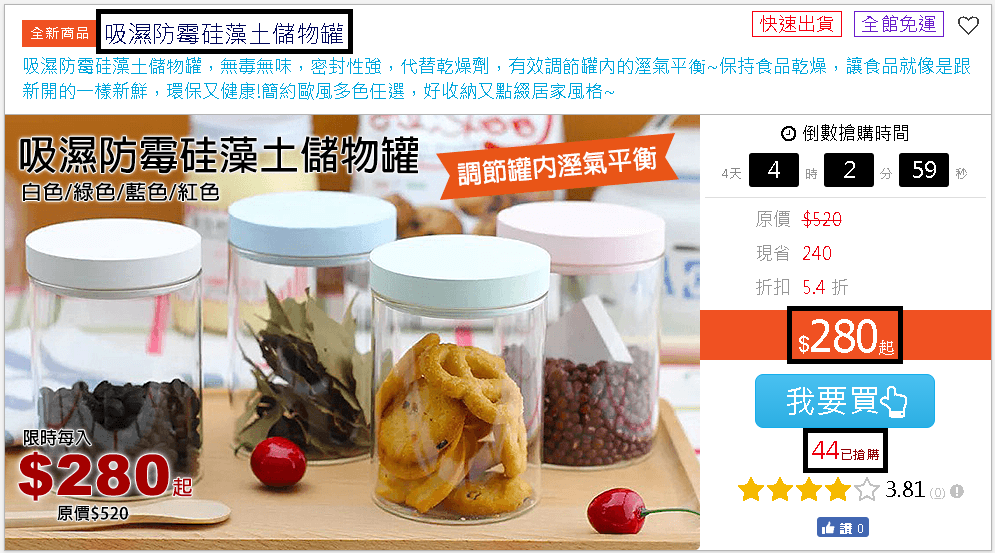 全新商品 吸濕防霉硅藻土儲物罐
快速出貨 全館免運
吸濕防霉硅藻土儲物罐，無毒無味，密封性強，代替乾燥劑，有效調節罐內的溼氣平衡~保持食品乾燥，讓食品就像是跟
新開的一樣新鮮，環保又健康!簡約歐風多色任選，好收納又點綴居家風格~
吸濕防霉硅藻土儲物罐
白色/綠色/藍色/紅色
調節罐内溼氣平衡
限時每入
$280起
原價$520
倒數搶購時間
4天 4 時 2 分 59 秒
原價 $520
現省 240
折扣 5.4 折
$280起
我要買
44已搶購
3.81 (0)
讚 0